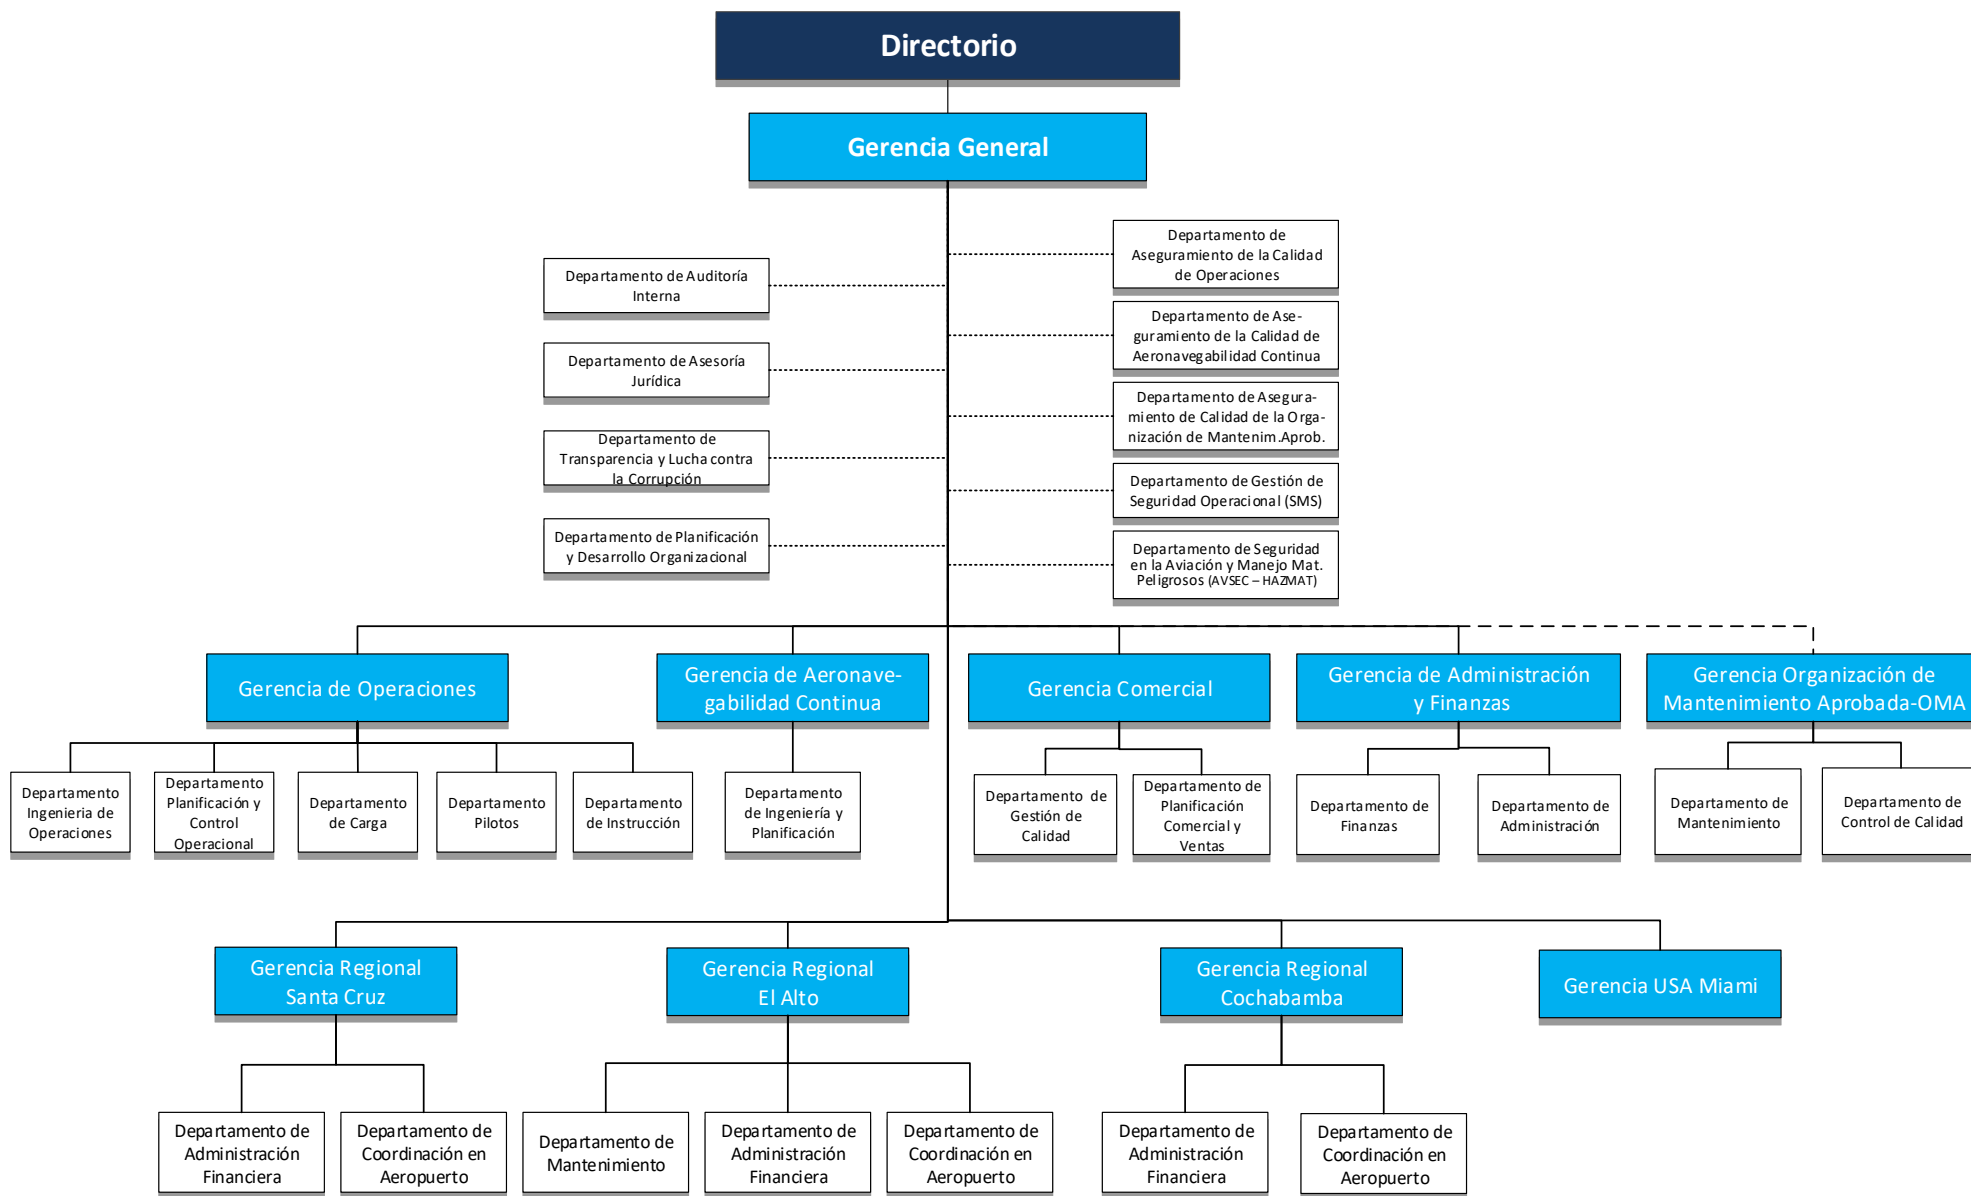 Directorio
Gerencia General
Departamento de Auditoría
Interna
Departamento de Asesoría
Jurídica
Departamento de
Transparencia y Lucha contra
la Corrupción
Departamento de Planificación
y Desarrollo Organizacional
Departamento de
Aseguramiento de la Calidad
de Operaciones
Departamento de Ase-
guramiento de la Calidad de
Aeronavegabilidad Continua
Departamento de Asegura-
miento de Calidad de la Orga-
nización de Mantenim.Aprob.
Departamento de Gestión de
Seguridad Operacional (SMS)
Departamento de Seguridad
en la Aviación y Manejo Mat.
Peligrosos (AVSEC – HAZMAT)
Gerencia de Operaciones
Gerencia de Aeronave-
gabilidad Continua
Gerencia Comercial
Gerencia de Administración
y Finanzas
Gerencia Organización de
Mantenimiento Aprobada-OMA
Departamento
Ingenieria de
Operaciones
Departamento
Planificación y
Control
Operacional
Departamento
de Carga
Departamento
Pilotos
Departamento
de Instrucción
Departamento
de Ingeniería y
Planificación
Departamento de
Gestión de
Calidad
Departamento de
Planificación
Comercial y
Ventas
Departamento de
Finanzas
Departamento de
Administración
Departamento de
Mantenimiento
Departamento de
Control de Calidad
Gerencia Regional
Santa Cruz
Gerencia Regional
El Alto
Gerencia Regional
Cochabamba
Gerencia USA Miami
Departamento de
Administración
Financiera
Departamento de
Coordinación en
Aeropuerto
Departamento de
Mantenimiento
Departamento de
Administración
Financiera
Departamento de
Coordinación en
Aeropuerto
Departamento de
Administración
Financiera
Departamento de
Coordinación en
Aeropuerto